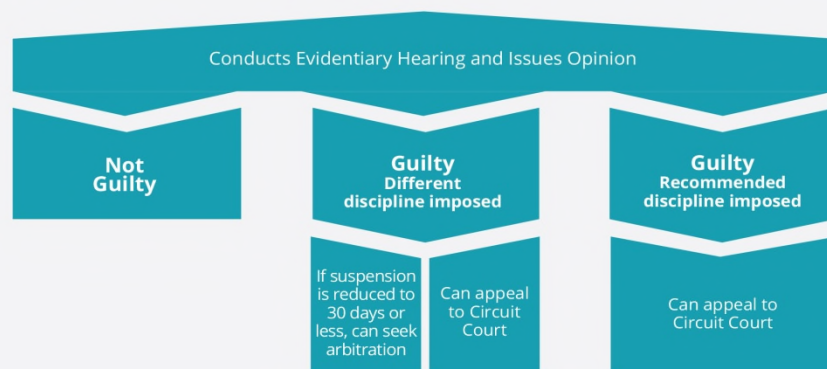 Conducts Evidentiary Hearing and Issues Opinion
Not
Guilty
Guilty
Different
discipline imposed
Guilty
Recommended
discipline imposed
If suspension
is reduced to
30 days or
less, can seek
arbitration
Can appeal
to Circuit
Court
Can appeal to
Circuit Court